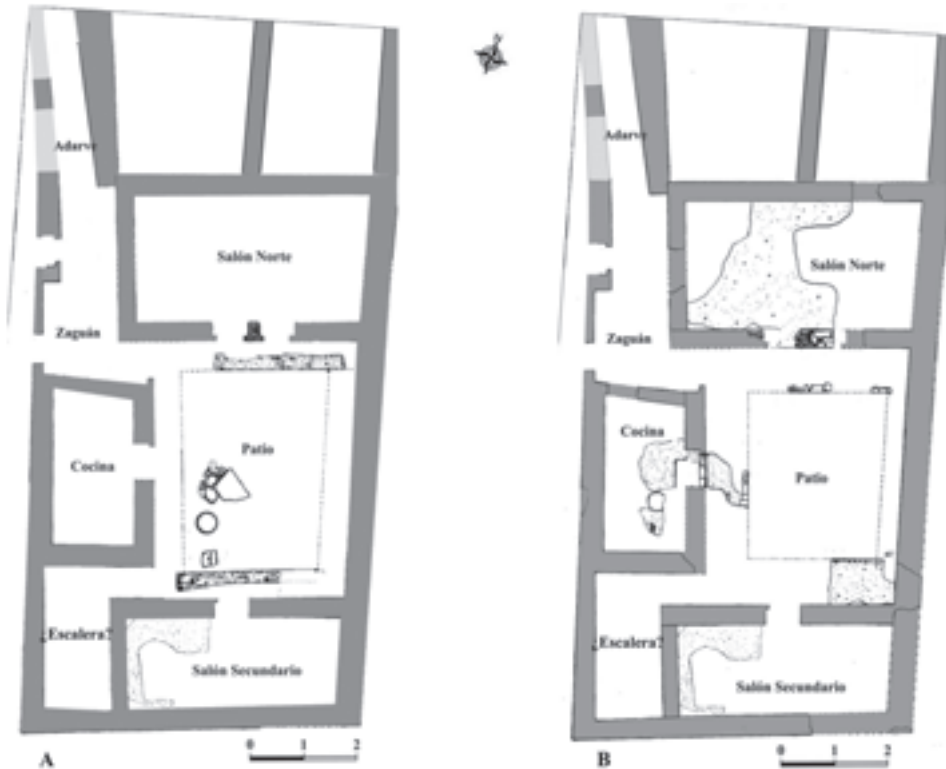 N
Adarve
Salón Norte
Zaguán
Cocina
Patio
¿Escalera?
Salón Secundario
A
0 1 2
Adarve
Salón Norte
Zaguán
Cocina
Patio
¿Escalera?
Salón Secundario
B
0 1 2